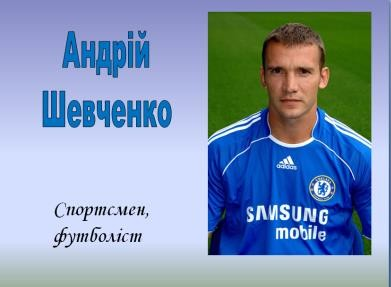 Андрій
Шевченко
Спортсмен,
футболіст
adidas
SAMSUNG
mobile